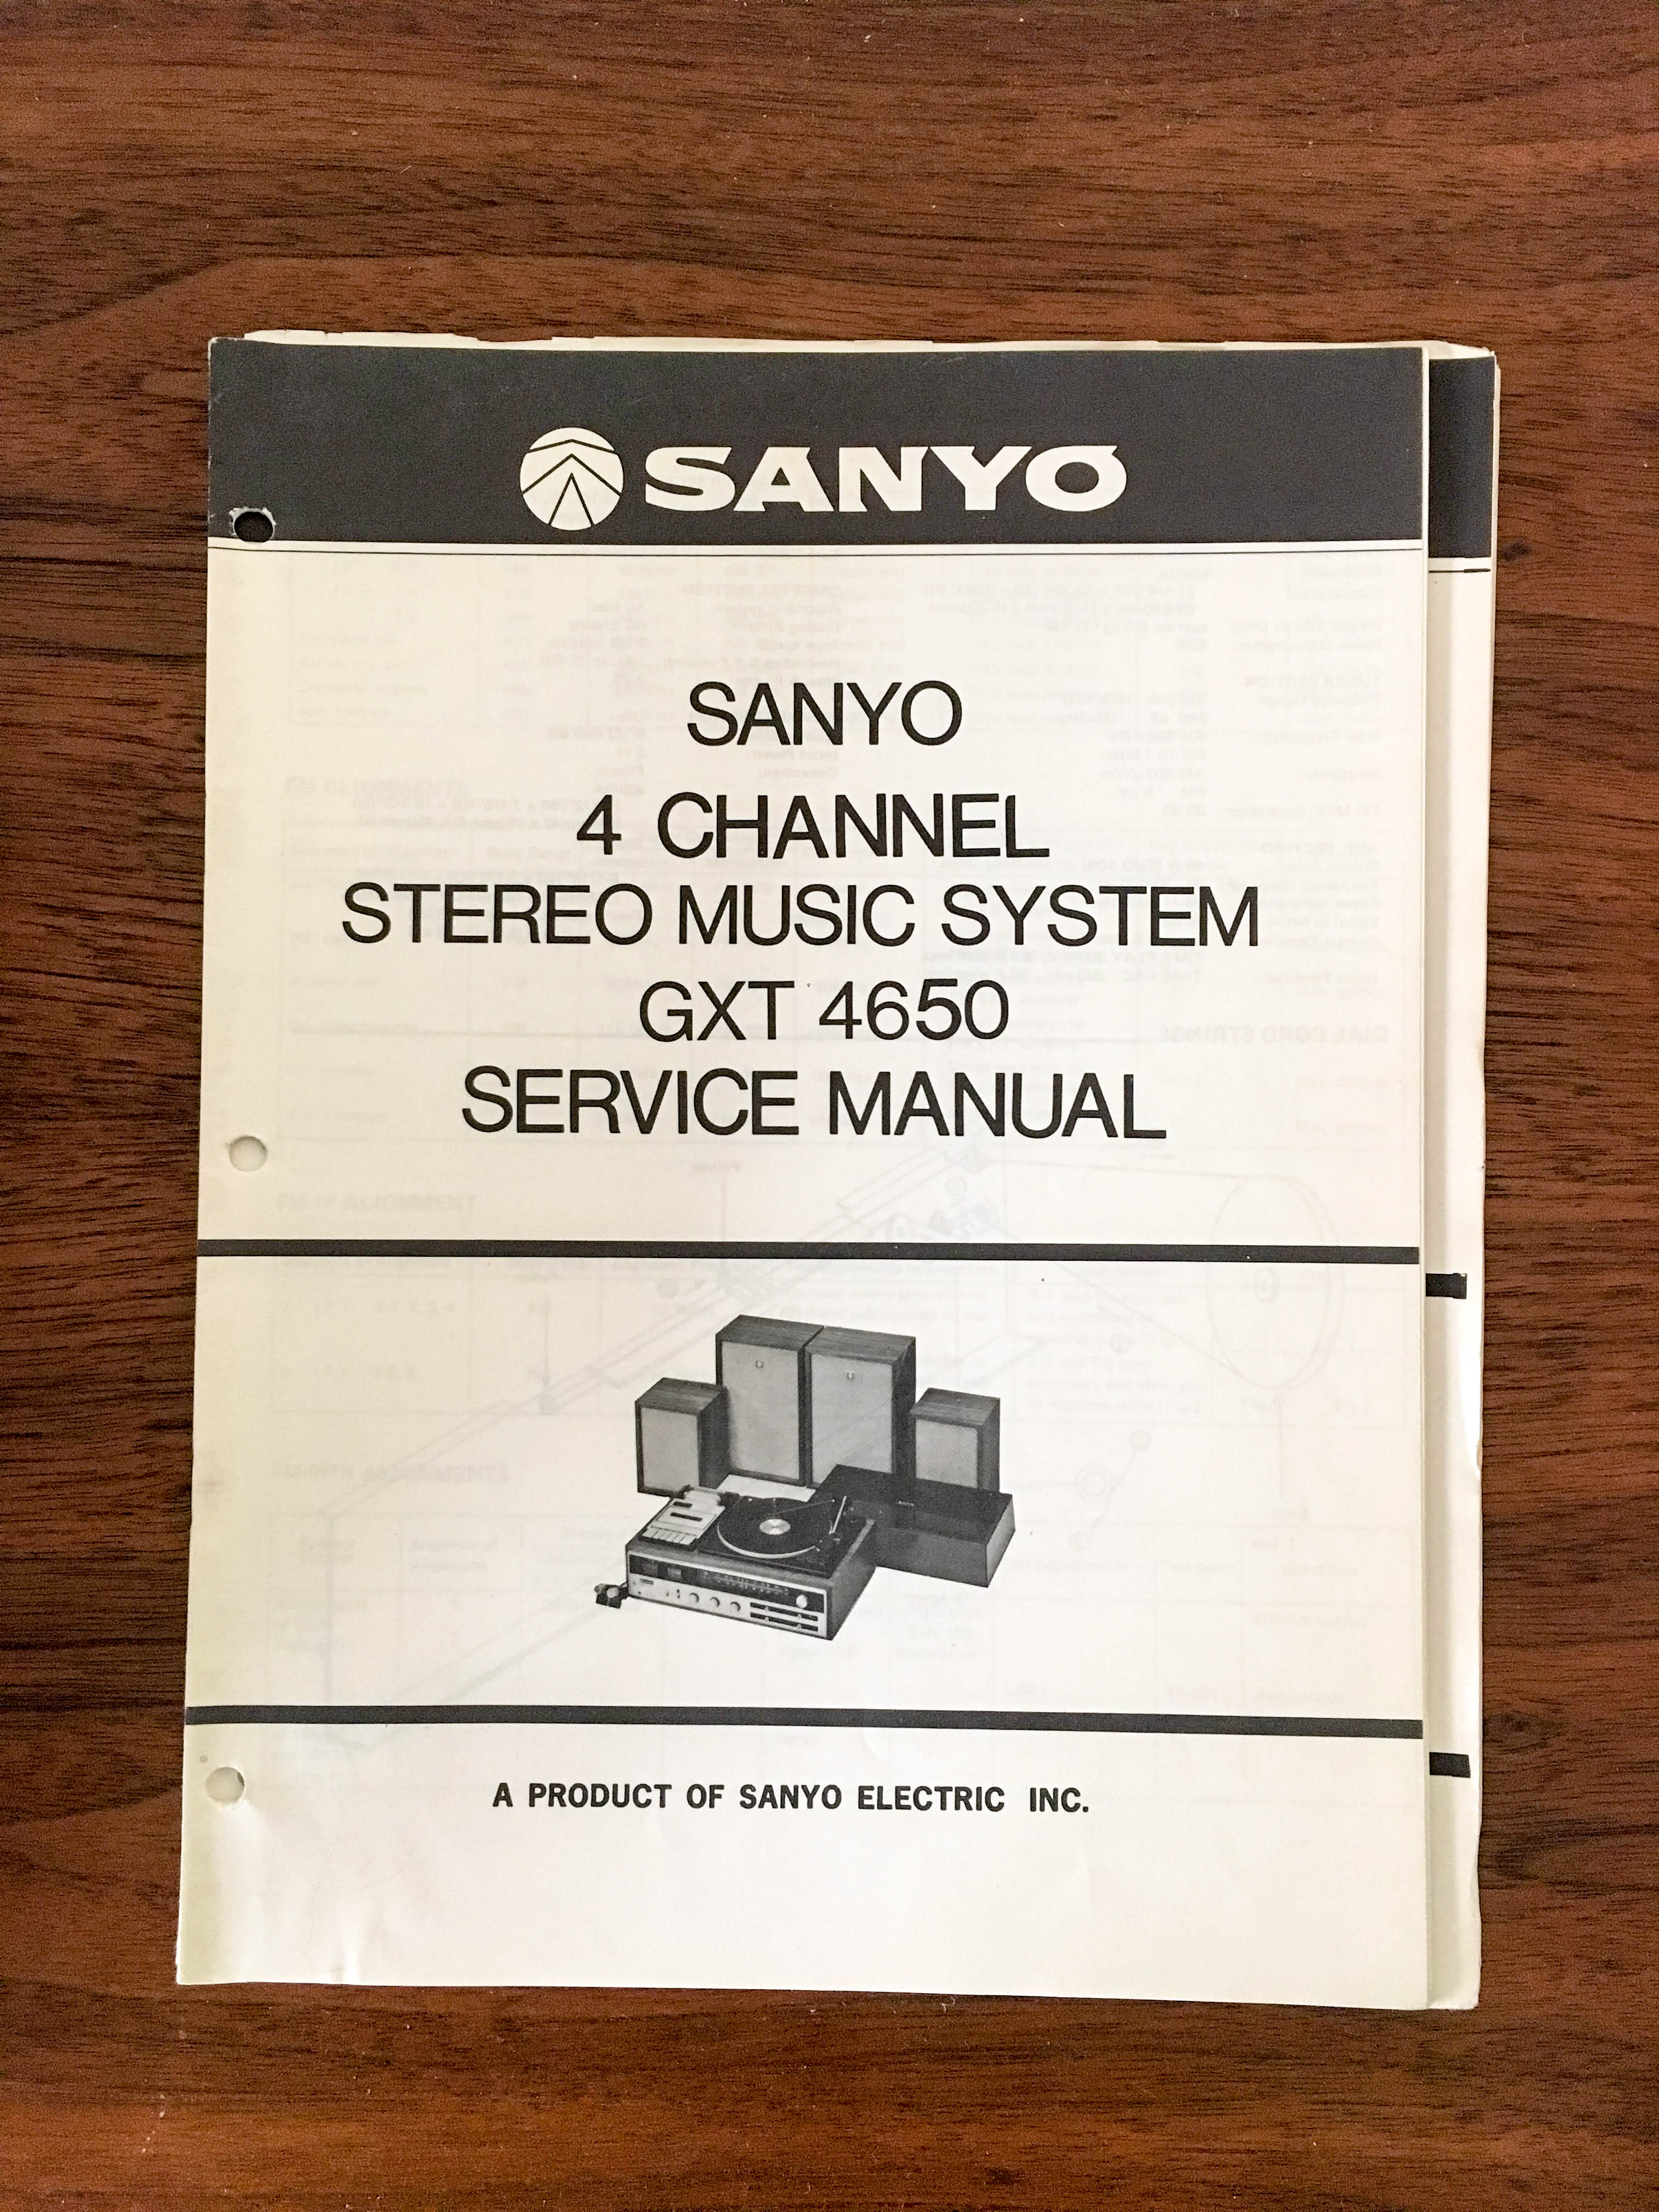 SANYO
SANYO
4 CHANNEL
STEREO MUSIC SYSTEM
GXT 4650
SERVICE MANUAL
A PRODUCT OF SANYO ELECTRIC INC.